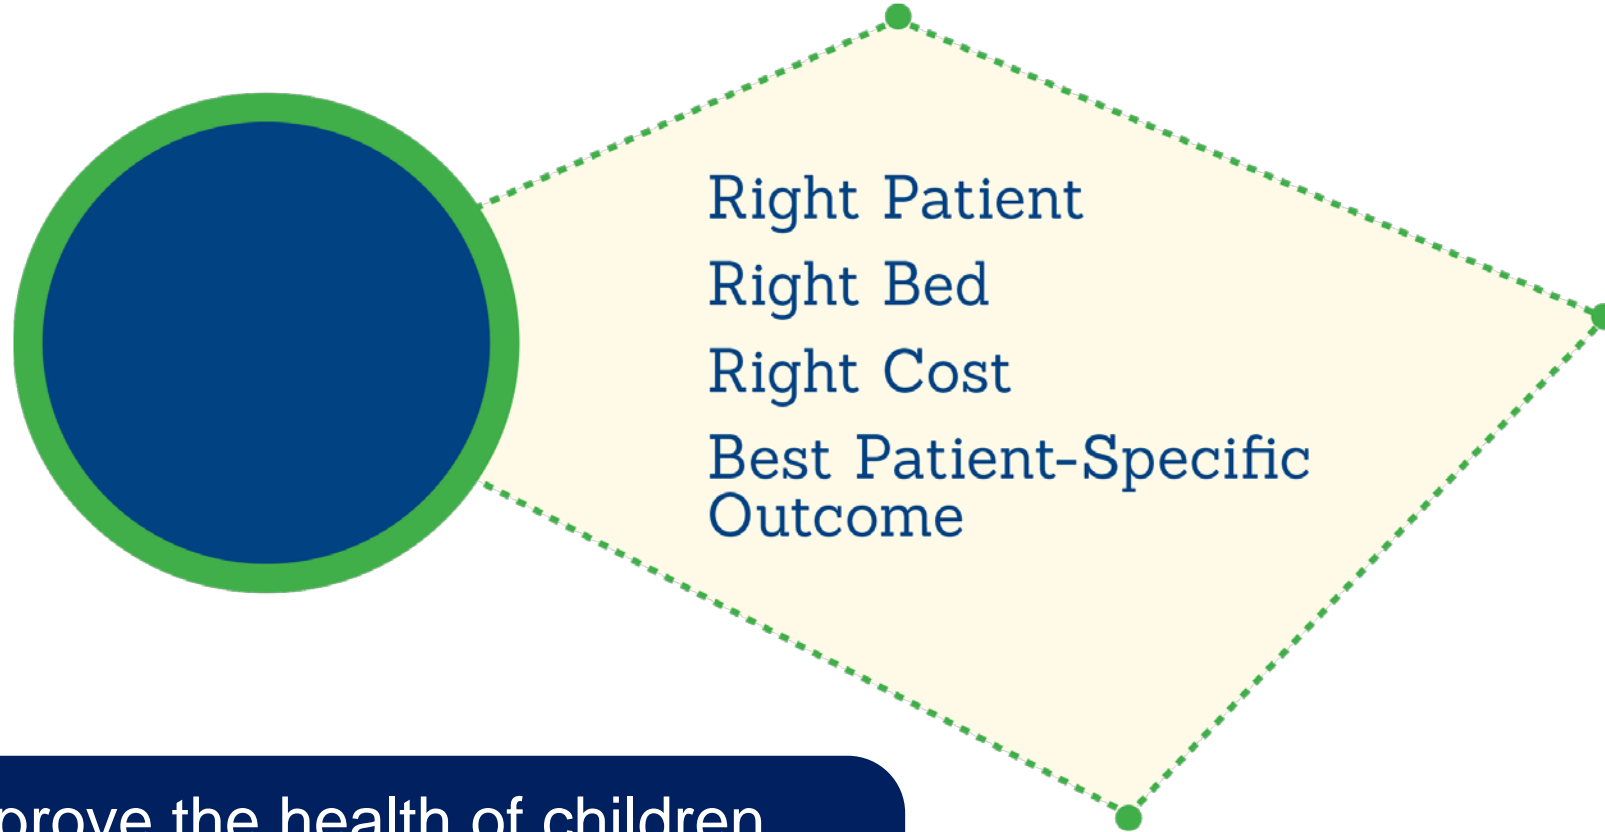 Right Patient
Right Bed
Right Cost
Best Patient-Specific
Outcome
prove the health of children